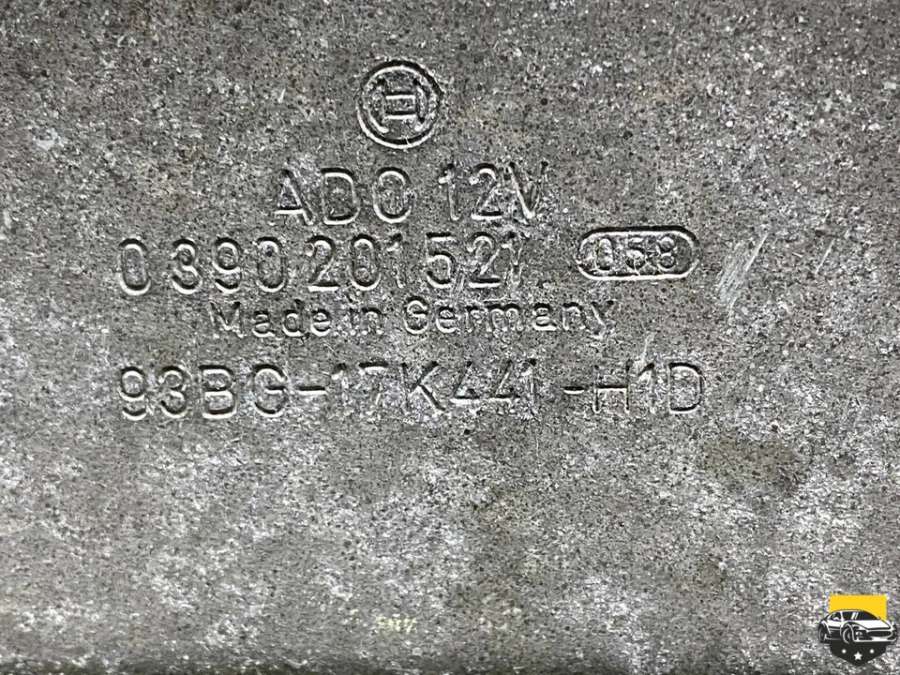 ADO 12V
0 390 201 521 058
Made in Germany
93BG-17K441-H1D